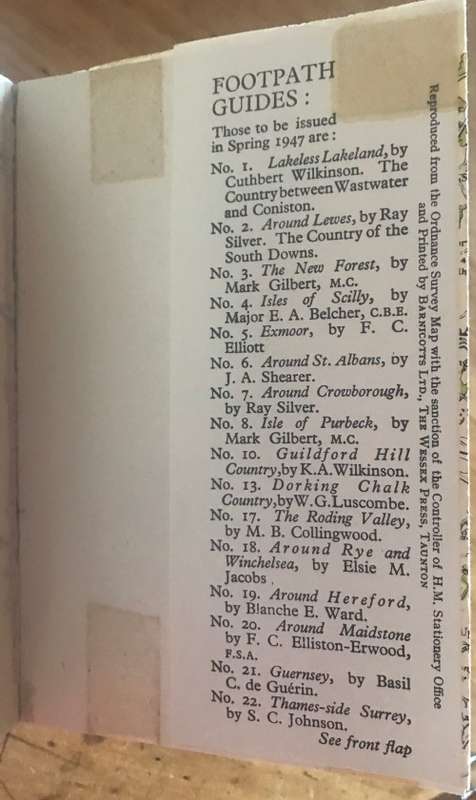 FOOTPATH
GUIDES :
Those to be issued
in Spring 1947 are :
No. 1. Lakeless Lakeland, by
Cuthbert Wilkinson. The
Country between Wastwater
and Coniston.
No. 2. Around Lewes, by Ray
Silver. The Country of the
South Downs.
No. 3. The New Forest, by
Mark Gilbert, M.C.
No. 4. Isles of Scilly, by
Major E. A. Belcher, C.B.E.
No. 5. Exmoor, by F. C.
Elliott
No. 6. Around St. Albans, by
J. A. Shearer.
No. 7. Around Crowborough,
by Ray Silver.
No. 8. Isle of Purbeck, by
Mark Gilbert, M.C.
No. 10. Guildford Hill
Country, by K. A. Wilkinson.
No. 13. Dorking Chalk
Country, by W. G. Luscombe.
No. 17. The Roding Valley,
by M. B. Collingwood.
No. 18. Around Rye and
Winchelsea, by Elsie M.
Jacobs.
No. 19. Around Hereford,
by Blanche E. Ward.
No. 20. Around Maidstone
by F. C. Elliston-Erwood,
F.S.A.
No. 21. Guernsey, by Basil
C. de Guérin.
No. 22. Thames-side Surrey,
by S. C. Johnson.
See front flap
Reproduced from the Ordnance Survey Map with the sanction of the Controller of H.M. Stationery Office
and Printed by BARNICOTTS LTD., THE WESSEX PRESS, TAUNTON